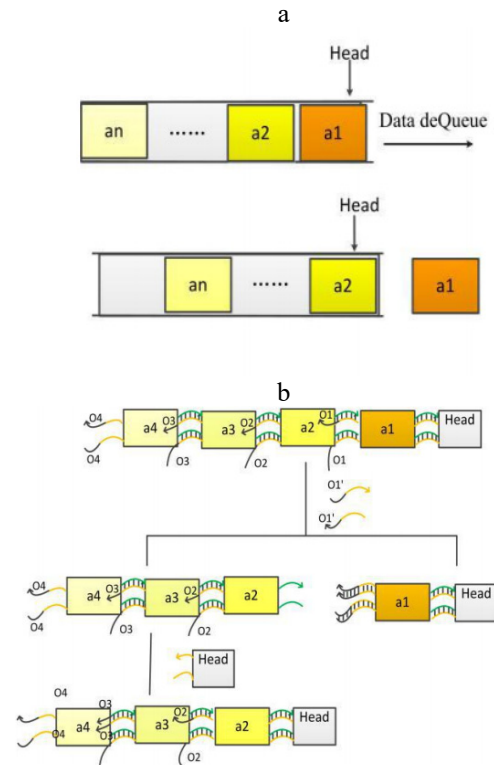 a
Head
an ...... a2 a1 Data deQueue
Head
an ...... a2 a1
b
O4 a4 O3 a3 O2 a2 O1 a1 Head
O4 O3 O2 O1
O1'
O1'
O4 a4 O3 a3 O2 a2 a1 Head
O4 O3 O2
Head
O4
O3 O2
a4 a3 a2 Head
O4 O3
O2